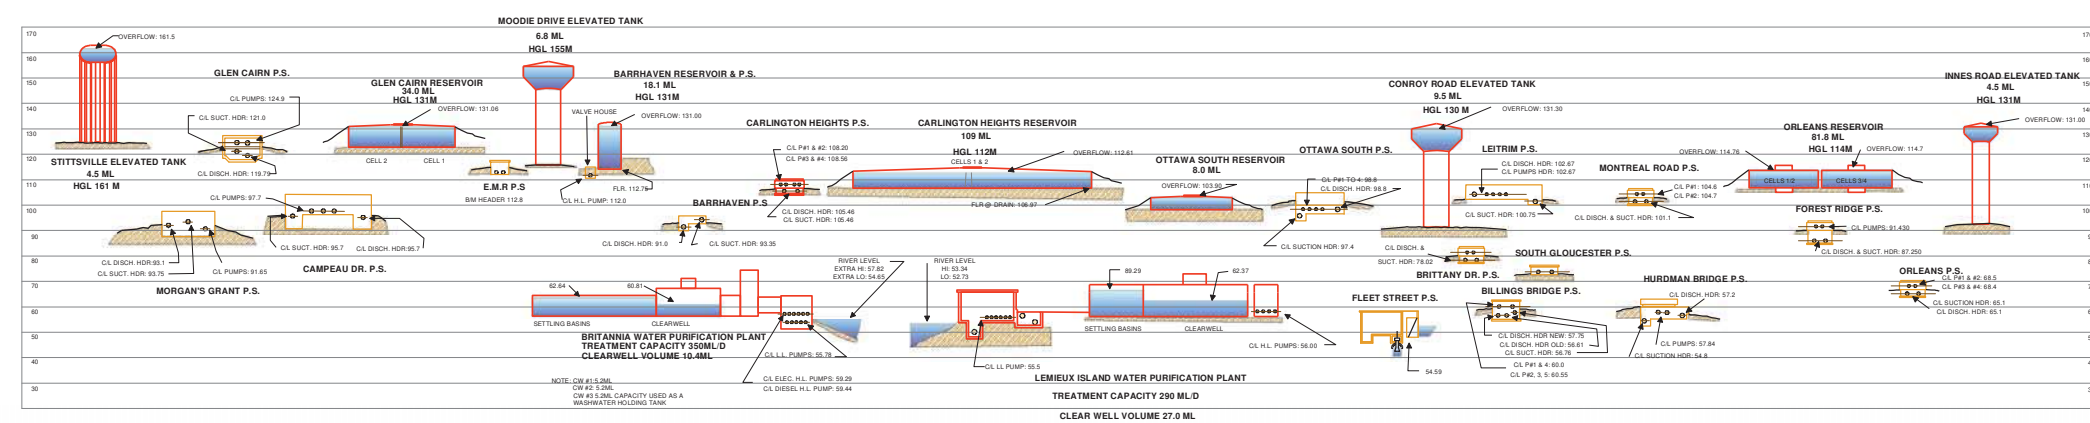 MOODIE DRIVE ELEVATED TANK
6.8 ML
HGL 155M
170
160
150
140
130
120
110
100
90
80
70
60
50
40
30
OVERFLOW: 161.5
STITTSVILLE ELEVATED TANK
4.5 ML
HGL 161 M
GLEN CAIRN P.S.
C/L PUMPS: 124.9
C/L SUCT. HDR: 121.0
C/L DISCH. HDR: 119.79
GLEN CAIRN RESERVOIR
34.0 ML
HGL 131M
OVERFLOW: 131.06
CELL 2
CELL 1
E.M.R P.S
BIM HEADER 112.8
BARRHAVEN RESERVOIR & P.S.
18.1 ML
HGL 131M
VALVE HOUSE
OVERFLOW: 131.00
FLR. 112.75
C/L H.L. PUMP: 112.0
CARLINGTON HEIGHTS P.S.
C/L P#1 & #2: 108.20
C/L P#3 & #4: 108.56
C/L DISCH. HDR: 105.46
C/L SUCT. HDR: 105.46
CARLINGTON HEIGHTS RESERVOIR
109 ML
HGL 112M
CELLS 1 & 2
OVERFLOW: 112.61
FLR @ DRAIN: 106.97
OTTAWA SOUTH RESERVOIR
8.0 ML
OVERFLOW: 103.90
OTTAWA SOUTH P.S.
C/L P#1 TO 4: 98.8
C/L DISCH. HDR: 98.8
C/L SUCTION HDR: 97.4
CONROY ROAD ELEVATED TANK
9.5 ML
HGL 130 M
OVERFLOW: 131.30
LEITRIM P.S.
C/L DISCH. HDR: 102.67
C/L PUMPS HDR: 102.67
C/L SUCT. HDR: 100.75
MONTREAL ROAD P.S.
C/L P#1: 104.6
C/L P#2: 104.7
C/L DISCH. & SUCT. HDR: 101.1
ORLEANS RESERVOIR
81.8 ML
HGL 114M
OVERFLOW: 114.76
OVERFLOW: 114.7
CELLS 1/2
CELLS 3/4
INNES ROAD ELEVATED TANK
4.5 ML
HGL 131M
OVERFLOW: 131.00
FOREST RIDGE P.S.
C/L PUMPS: 91.430
C/L DISCH. & SUCT. HDR: 87.250
C/L DISCH.HDR:93.1
C/L SUCT. HDR: 93.75
C/L PUMPS: 91.65
MORGAN'S GRANT P.S.
C/L PUMPS: 97.7
C/L SUCT. HDR: 95.7
C/L DISCH. HDR:95.7
CAMPEAU DR. P.S.
BARRHAVEN P.S
C/L DISCH. HDR: 91.0
C/L SUCT. HDR: 93.35
62.64
60.81
SETTLING BASINS
CLEARWELL
BRITANNIA WATER PURIFICATION PLANT
TREATMENT CAPACITY 350ML/D
CLEARWELL VOLUME 10.4ML
RIVER LEVEL
EXTRA HI: 57.82
EXTRA LO: 54.65
C/L L.L. PUMPS: 55.78
C/L ELEC. H.L. PUMPS: 59.29
C/L DIESEL H.L. PUMP: 59.44
NOTE: CW #1:5.2ML
CW #2: 5.2ML
CW #3 5.2ML CAPACITY USED AS A
WASHWATER HOLDING TANK
RIVER LEVEL
HI: 53.34
LO: 52.73
C/L LL PUMP: 55.5
89.29
62.37
SETTLING BASINS
CLEARWELL
C/L H.L. PUMPS: 56.00
LEMIEUX ISLAND WATER PURIFICATION PLANT
TREATMENT CAPACITY 290 ML/D
CLEAR WELL VOLUME 27.0 ML
FLEET STREET P.S.
54.59
C/L DISCH. &
SUCT. HDR: 78.02
BRITTANY DR. P.S.
SOUTH GLOUCESTER P.S.
BILLINGS BRIDGE P.S.
C/L DISCH. HDR NEW: 57.75
C/L DISCH. HDR OLD: 56.61
C/L SUCT. HDR: 56.76
C/L P#1 & 4: 60.0
C/L P#2, 3, 5: 60.55
HURDMAN BRIDGE P.S.
C/L DISCH. HDR: 57.2
C/L PUMPS: 57.84
C/L SUCTION HDR: 54.8
ORLEANS P.S.
C/L P#1 & #2: 68.5
C/L P#3 & #4: 68.4
C/L SUCTION HDR: 65.1
C/L DISCH HDR: 65.1